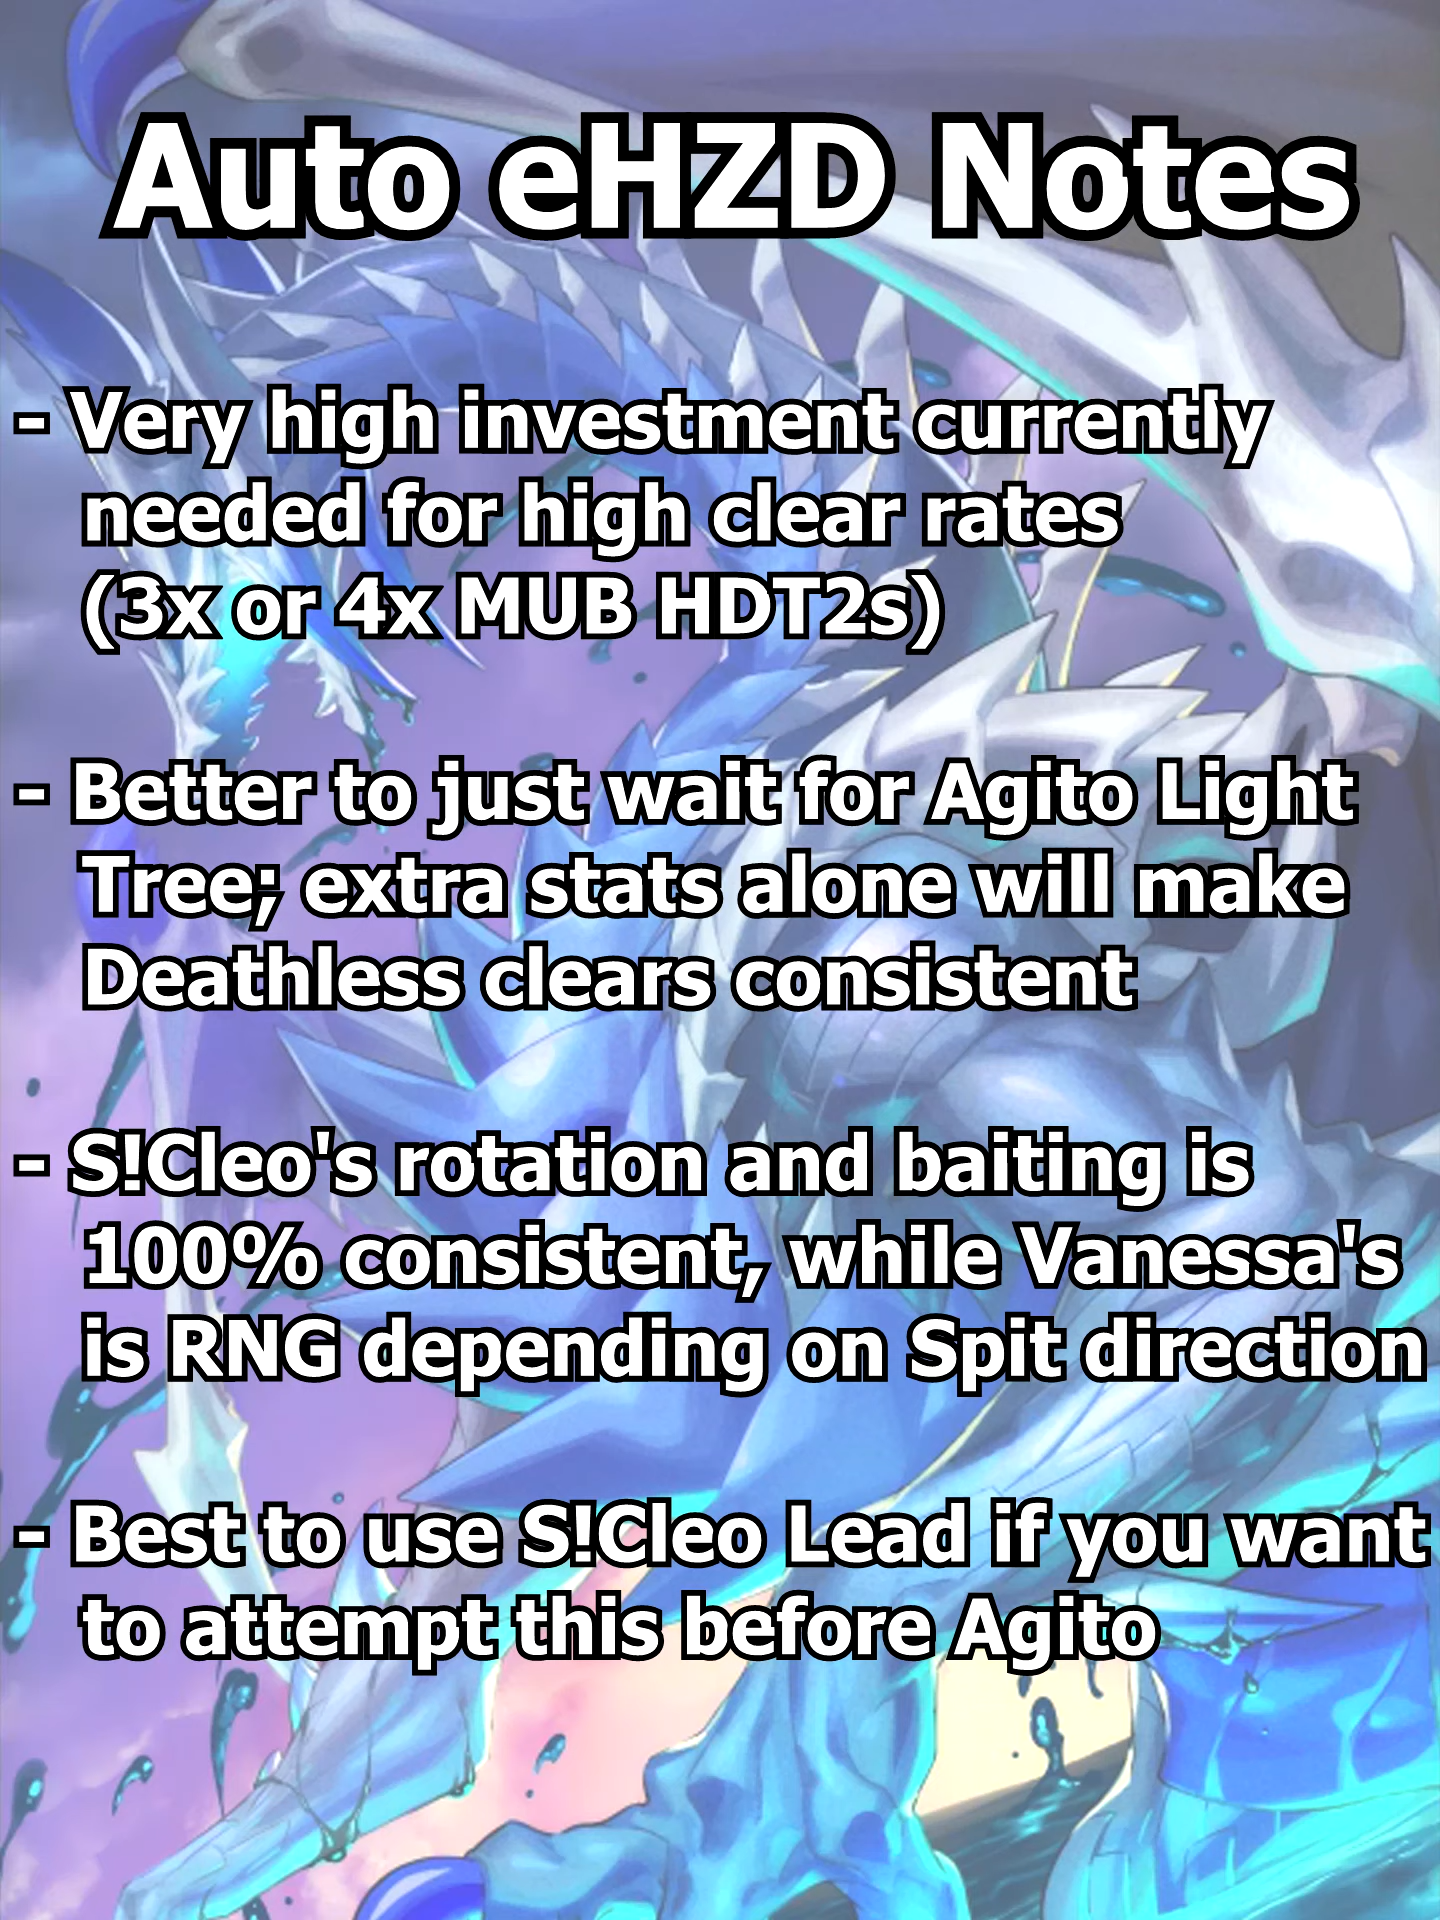 Auto eHZD Notes
- Very high investment currently
needed for high clear rates
(3x or 4x MUB HDT2s)
- Better to just wait for Agito Light
Tree; extra stats alone will make
Deathless clears consistent
- S!Cleo's rotation and baiting is
100% consistent, while Vanessa's
is RNG depending on Spit direction
- Best to use S!Cleo Lead if you want
to attempt this before Agito